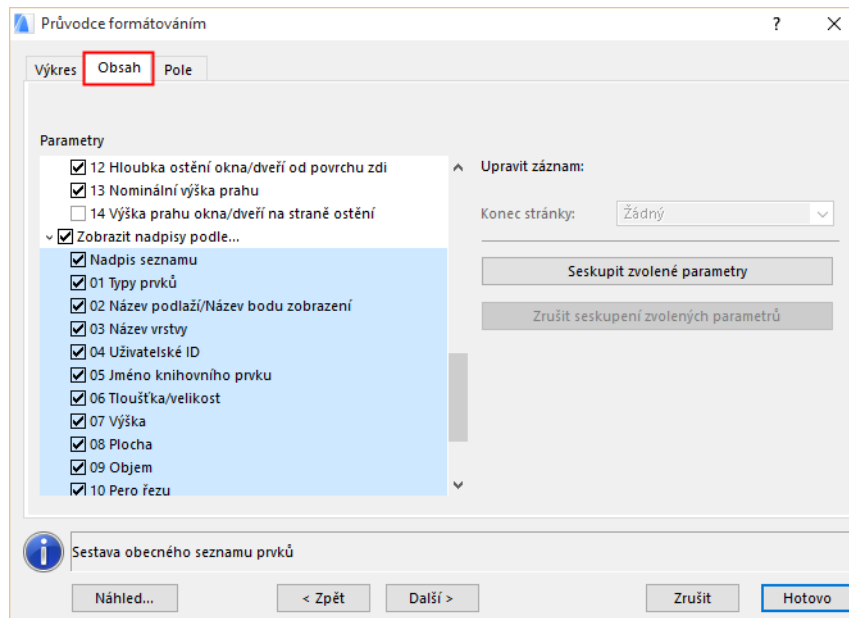 Průvodce formátováním
Výkres Obsah Pole
Parametry
12 Hloubka ostění okna/dveří od povrchu zdi
13 Nominální výška prahu
14 Výška prahu okna/dveří na straně ostění
Zobrazit nadpisy podle...
Nadpis seznamu
01 Typy prvků
02 Název podlaží/Název bodu zobrazení
03 Název vrstvy
04 Uživatelské ID
05 Jméno knihovního prvku
06 Tloušťka/velikost
07 Výška
08 Plocha
09 Objem
10 Pero řezu
Upravit záznam:
Konec stránky: Žádný
Seskupit zvolené parametry
Zrušit seskupení zvolených parametrů
Sestava obecného seznamu prvků
Náhled... < Zpět Další > Zrušit Hotovo